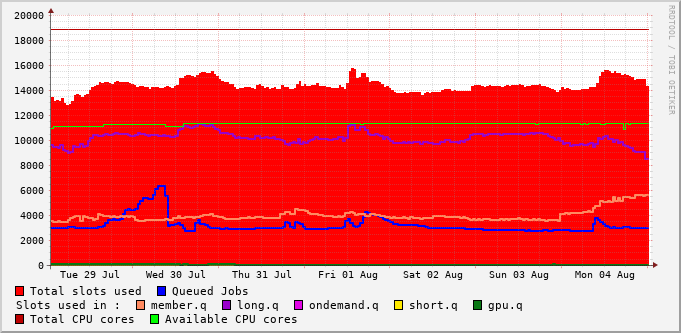 RRDTOOL / TOBI OETIKER
20000
18000
16000
14000
12000
10000
8000
6000
4000
2000
0
Tue 29 Jul Wed 30 Jul Thu 31 Jul Fri 01 Aug Sat 02 Aug Sun 03 Aug Mon 04 Aug
Total slots used Queued Jobs
Slots used in : member.q long.q ondemand.q short.q gpu.q
Total CPU cores Available CPU cores